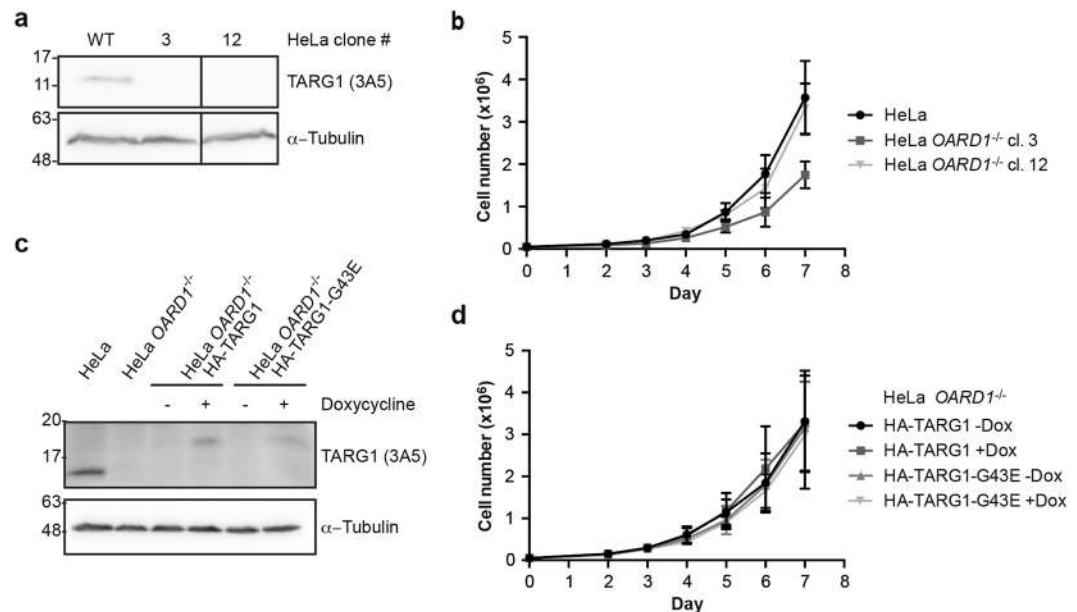 a
WT 3 12 HeLa clone #
17
11
TARG1 (3A5)
63
48
α–Tubulin
b
Cell number (x10⁶)
5
4
3
2
1
0
0 1 2 3 4 5 6 7 8
Day
HeLa
HeLa OARD1⁻/⁻ cl. 3
HeLa OARD1⁻/⁻ cl. 12
c
HeLa
HeLa OARD1⁻/⁻
HeLa OARD1⁻/⁻
HA-TARG1
HeLa OARD1⁻/⁻
HA-TARG1-G43E
- + - + Doxycycline
20
17
TARG1 (3A5)
63
48
α–Tubulin
d
Cell number (x10⁶)
5
4
3
2
1
0
0 1 2 3 4 5 6 7 8
Day
HeLa OARD1⁻/⁻
HA-TARG1 -Dox
HA-TARG1 +Dox
HA-TARG1-G43E -Dox
HA-TARG1-G43E +Dox